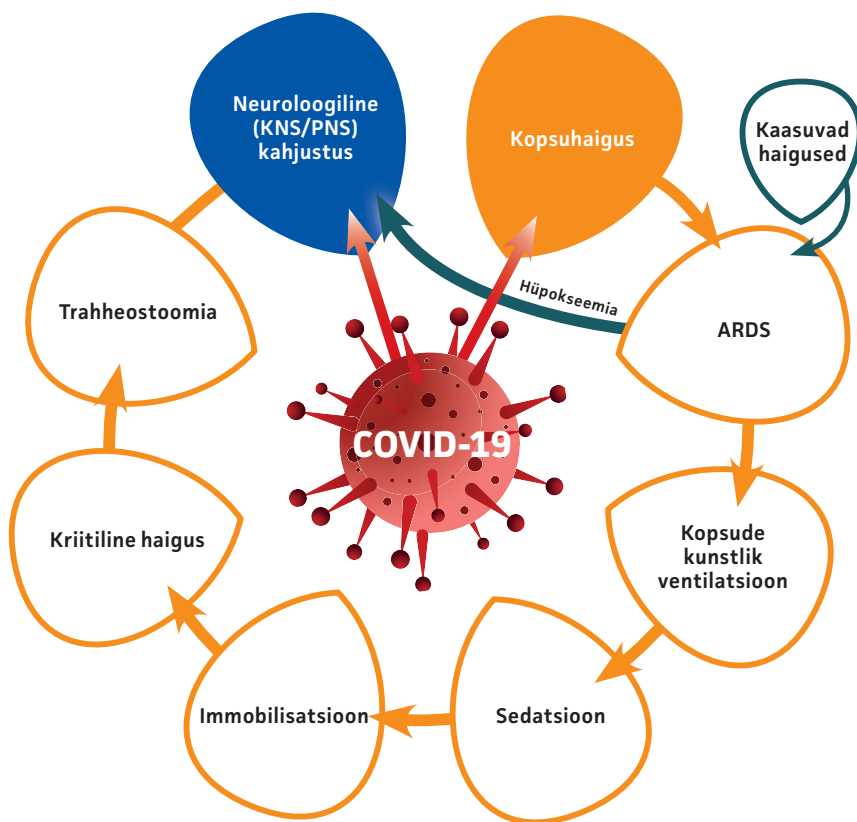 Neuroloogiline
(KNS/PNS)
kahjustus
Kopsuhaigus
Kaasuvad
haigused
Hüpokseemia
ARDS
Trahheostoomia
COVID-19
Kriitiline haigus
Kopsude
kunstlik
ventilatsioon
Immobilisatsioon
Sedatsioon